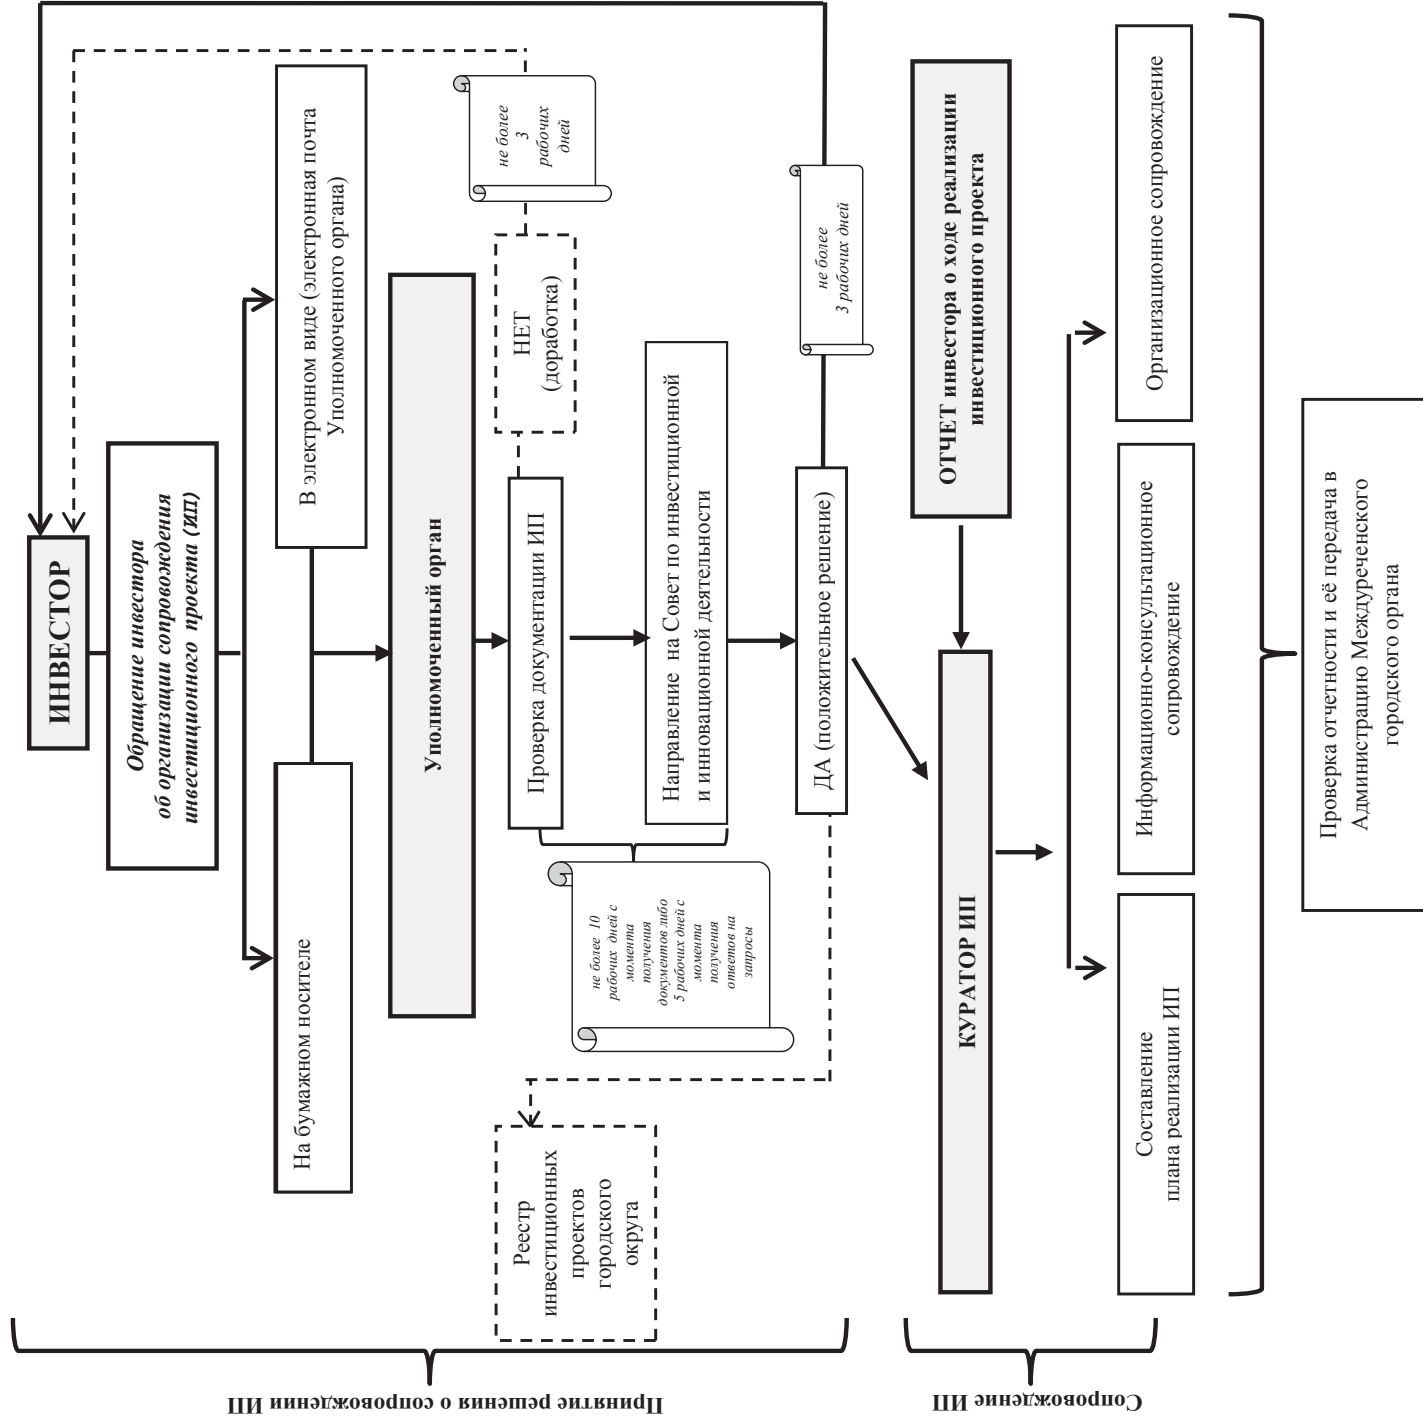 ИНВЕСТОР
Обращение инвестора
об организации сопровождения
инвестиционного проекта (ИП)
На бумажном носителе
В электронном виде (электронная почта
Уполномоченного органа)
Уполномоченный орган
Проверка документации ИП
НЕТ
(доработка)
не более
3
рабочих
дней
Направление на Совет по инвестиционной
и инновационной деятельности
не более 10
рабочих дней с
момента
получения
документов либо
5 рабочих дней с
момента
получения
ответов на
запросы
ДА (положительное решение)
не более
3 рабочих дней
Реестр
инвестиционных
проектов
городского
округа
Принятие решения о сопровождении ИП
КУРАТОР ИП
ОТЧЕТ инвестора о ходе реализации
инвестиционного проекта
Составление
плана реализации ИП
Информационно-консультационное
сопровождение
Организационное сопровождение
Сопровождение ИП
Проверка отчетности и её передача в
Администрацию Междуреченского
городского органа